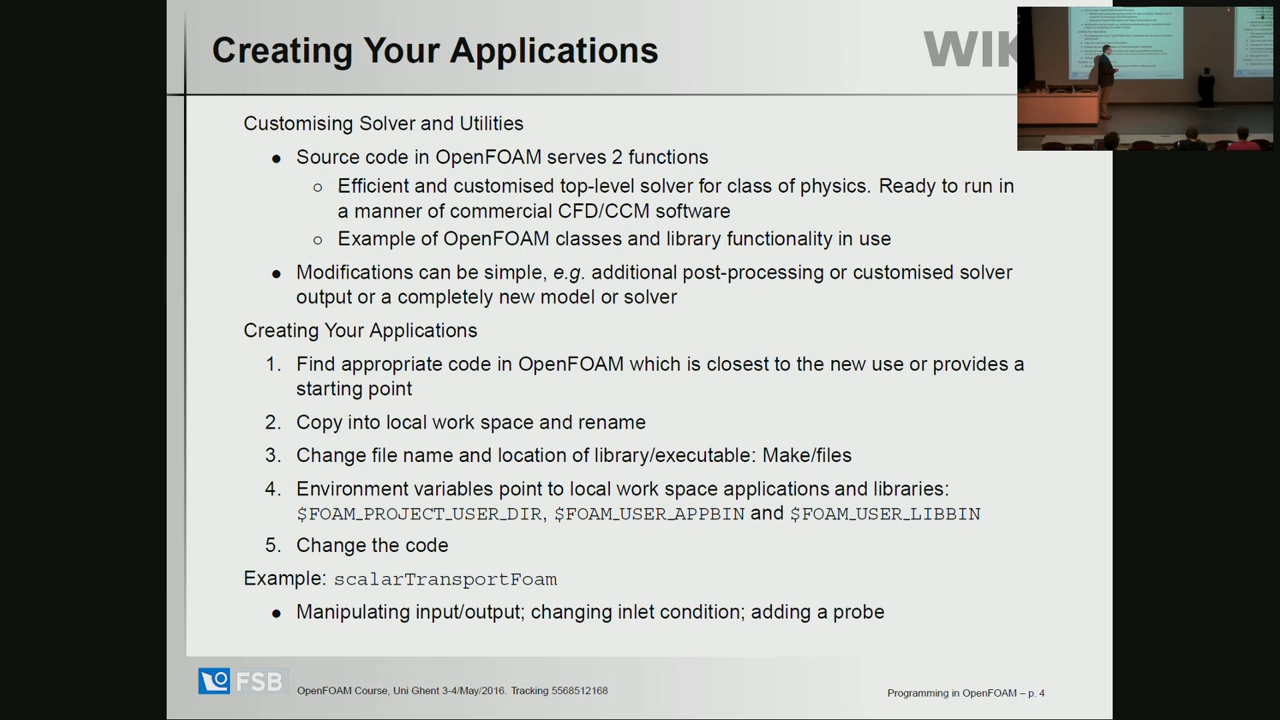 Creating Your Applications
WIK
Customising Solver and Utilities
● Source code in OpenFOAM serves 2 functions
○ Efficient and customised top-level solver for class of physics. Ready to run in
a manner of commercial CFD/CCM software
○ Example of OpenFOAM classes and library functionality in use
● Modifications can be simple, e.g. additional post-processing or customised solver
output or a completely new model or solver
Creating Your Applications
1. Find appropriate code in OpenFOAM which is closest to the new use or provides a
starting point
2. Copy into local work space and rename
3. Change file name and location of library/executable: Make/files
4. Environment variables point to local work space applications and libraries:
$FOAM_PROJECT_USER_DIR, $FOAM_USER_APPBIN and $FOAM_USER_LIBBIN
5. Change the code
Example: scalarTransportFoam
● Manipulating input/output; changing inlet condition; adding a probe
FSB
OpenFOAM Course, Uni Ghent 3-4/May/2016. Tracking 5568512168
Programming in OpenFOAM – p. 4